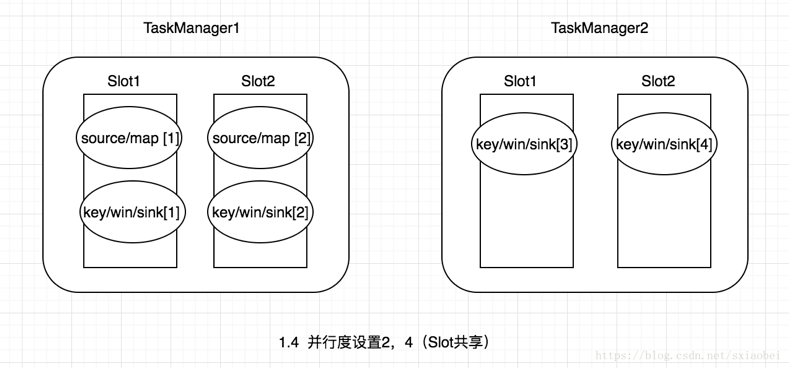 TaskManager1
TaskManager2
Slot1
Slot2
Slot1
Slot2
source/map [1]
source/map [2]
key/win/sink[3]
key/win/sink[4]
key/win/sink[1]
key/win/sink[2]
1.4 并行度设置2，4（Slot共享）
https://blog.csdn.net/sxiaobei